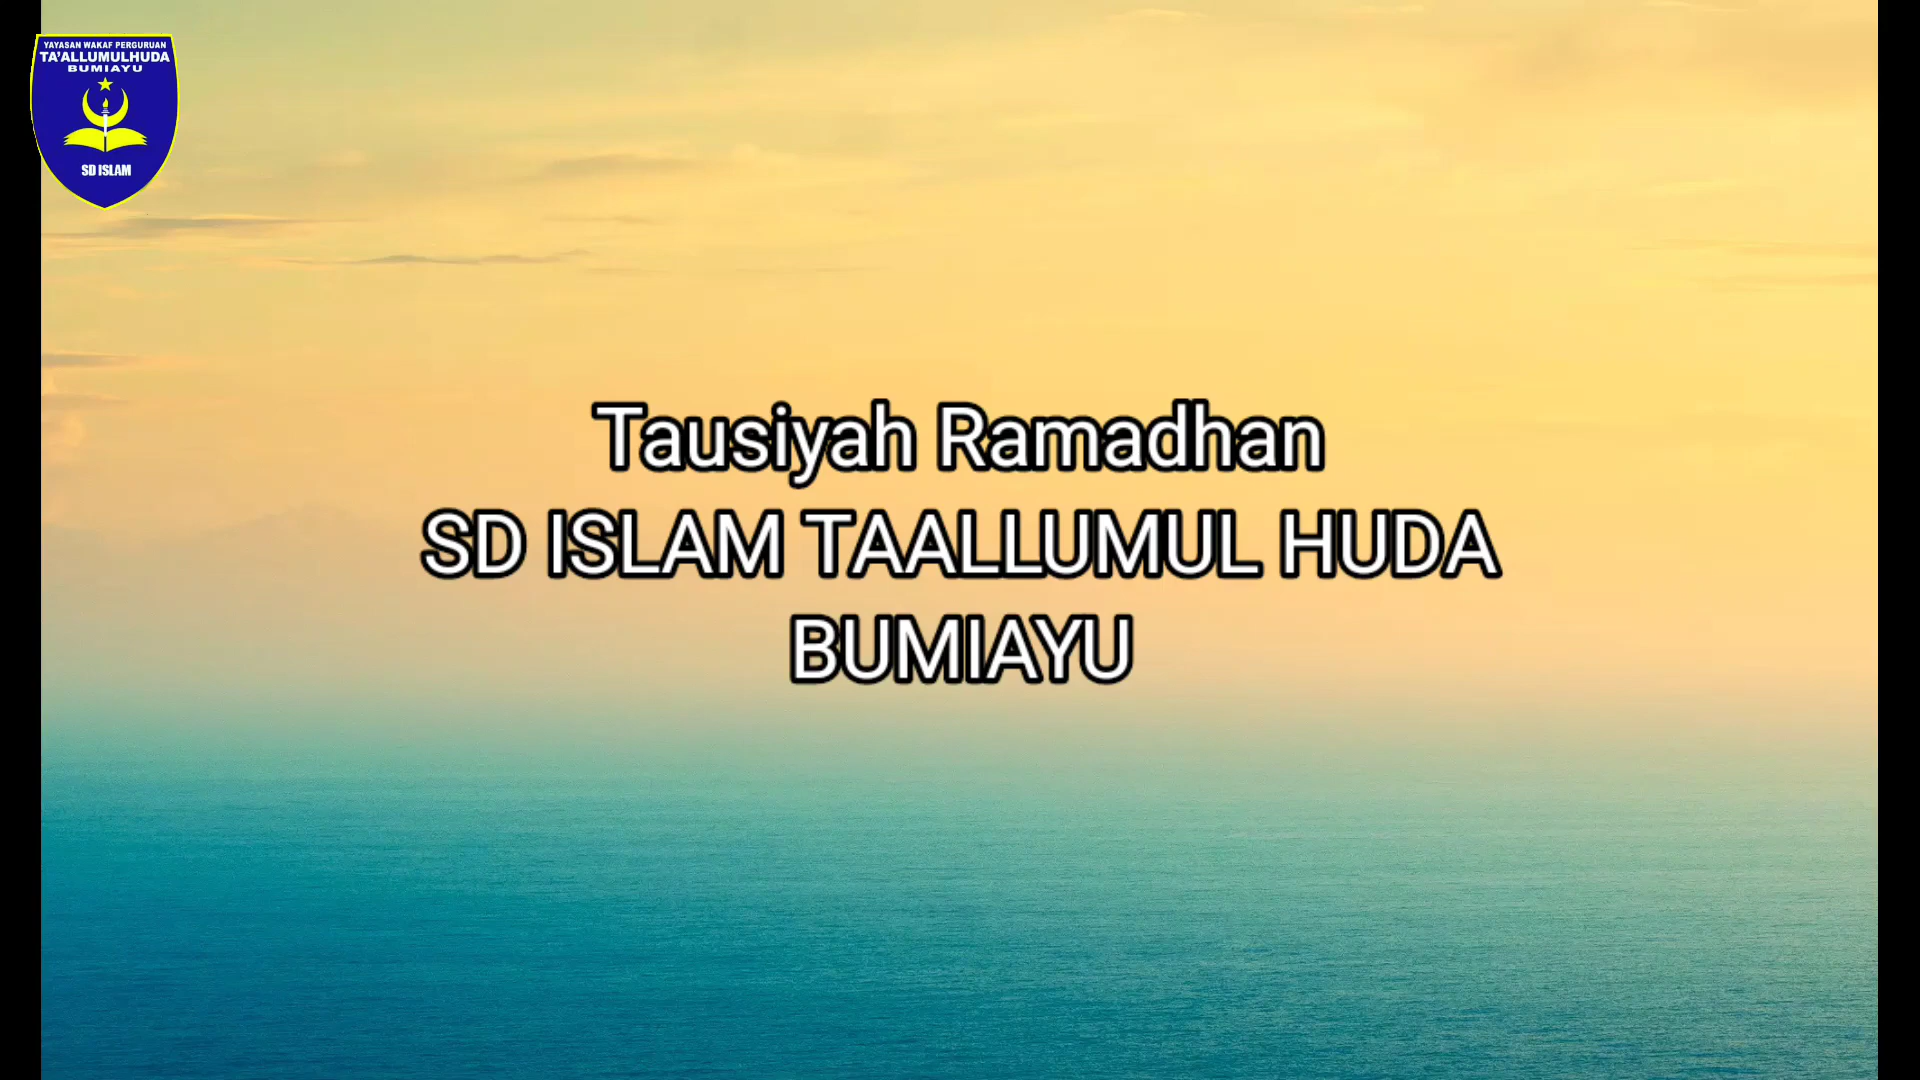 YAYASAN WAKAF PERGURUAN
TA'ALLUMULHUDA
BUMIAYU
SD ISLAM
Tausiyah Ramadhan
SD ISLAM TAALLUMUL HUDA
BUMIAYU